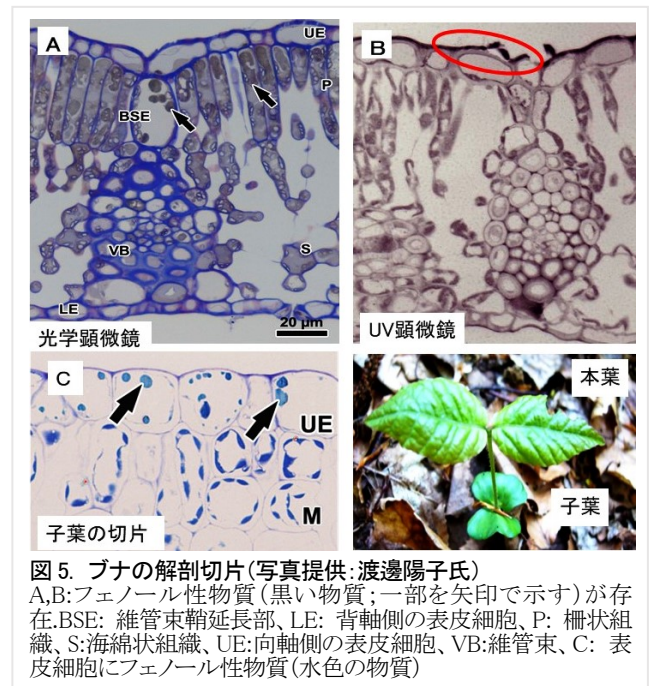 A
UE
P
BSE
VB
S
LE
20 μm
光学顕微鏡
B
UV顕微鏡
C
UE
M
子葉の切片
本葉
子葉
図 5. ブナの解剖切片(写真提供:渡邊陽子氏)
A,B:フェノール性物質(黒い物質;一部を矢印で示す)が存
在.BSE: 維管束鞘延長部、LE: 背軸側の表皮細胞、P: 柵状組
織、S:海綿状組織、UE:向軸側の表皮細胞、VB:維管束、C: 表
皮細胞にフェノール性物質(水色の物質)